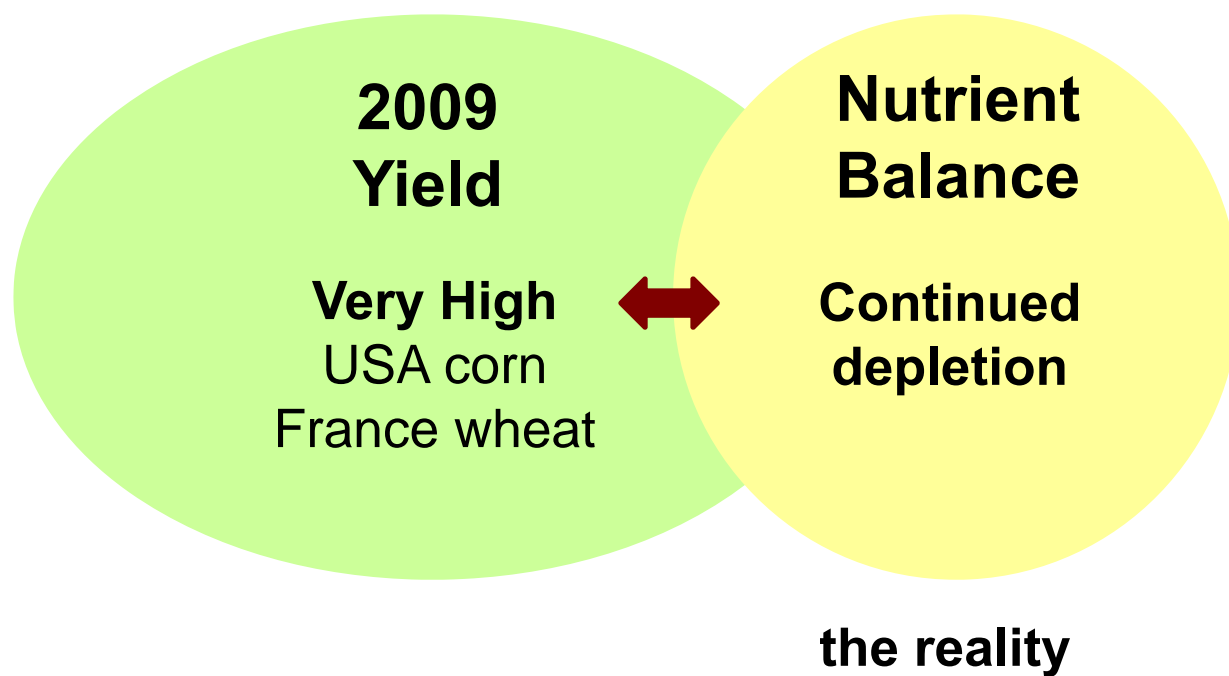 2009
Yield
Very High
USA corn
France wheat
Nutrient
Balance
Continued
depletion
the reality